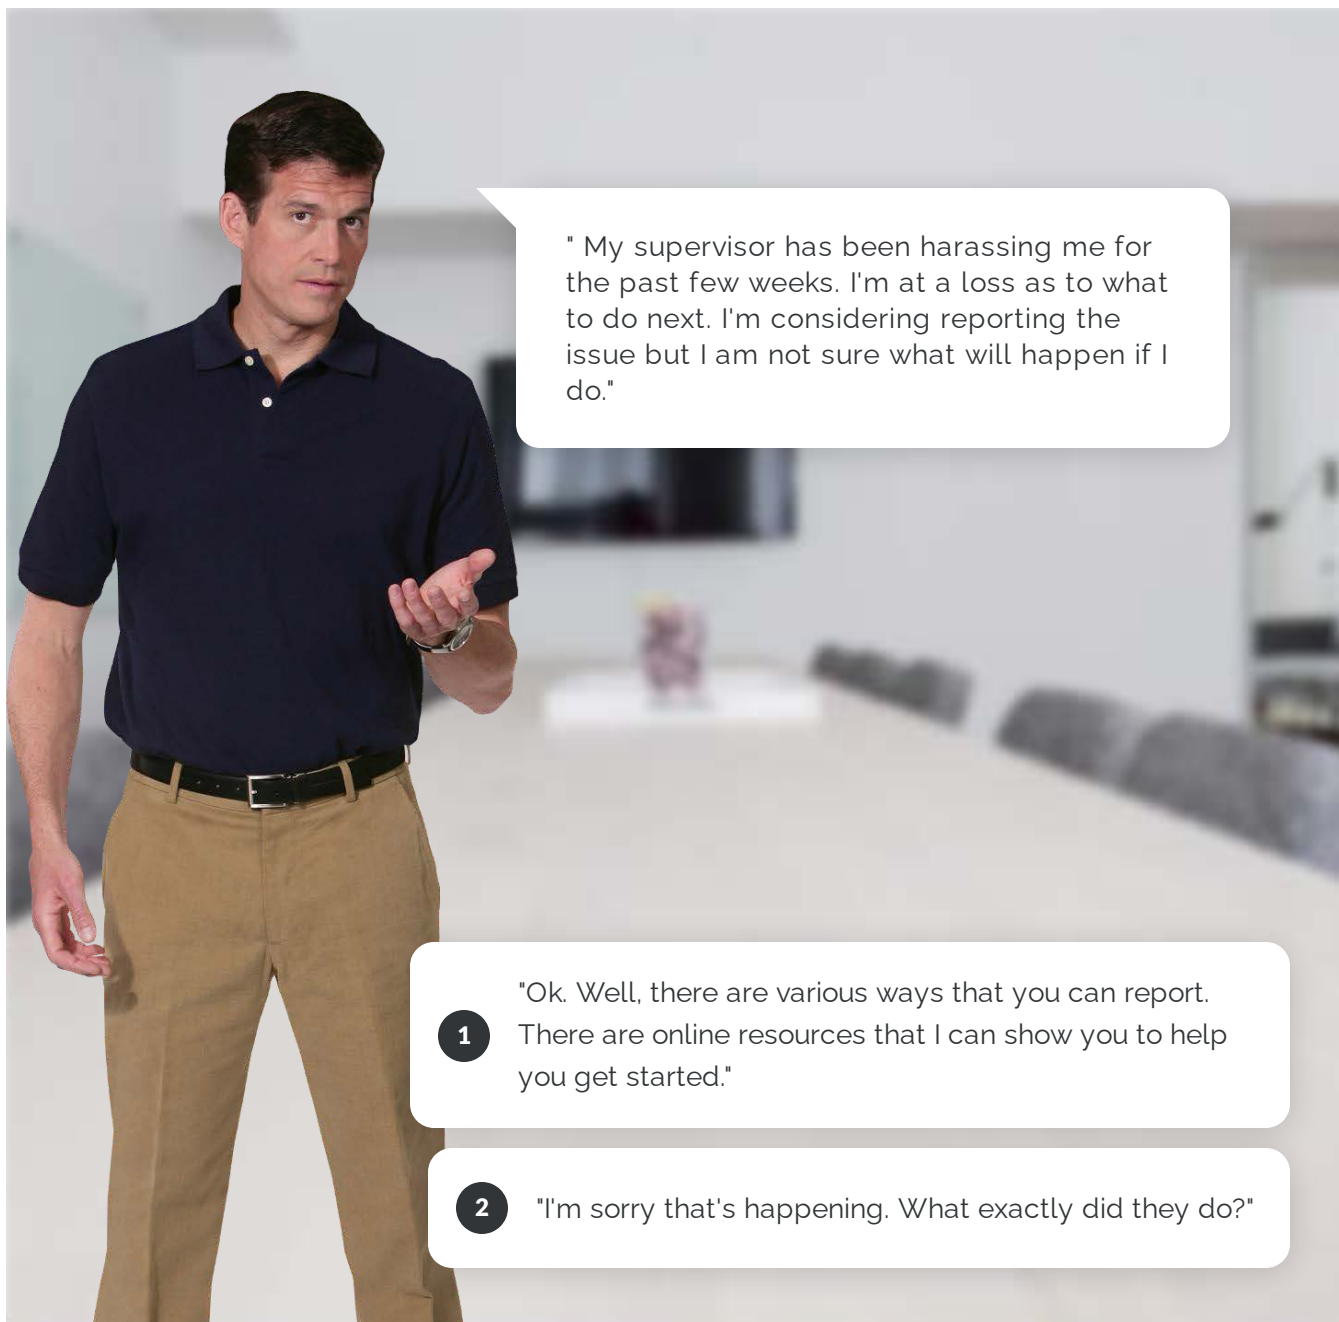 " My supervisor has been harassing me for
the past few weeks. I'm at a loss as to what
to do next. I'm considering reporting the
issue but I am not sure what will happen if I
do."
1
"Ok. Well, there are various ways that you can report.
There are online resources that I can show you to help
you get started."
2
"I'm sorry that's happening. What exactly did they do?"